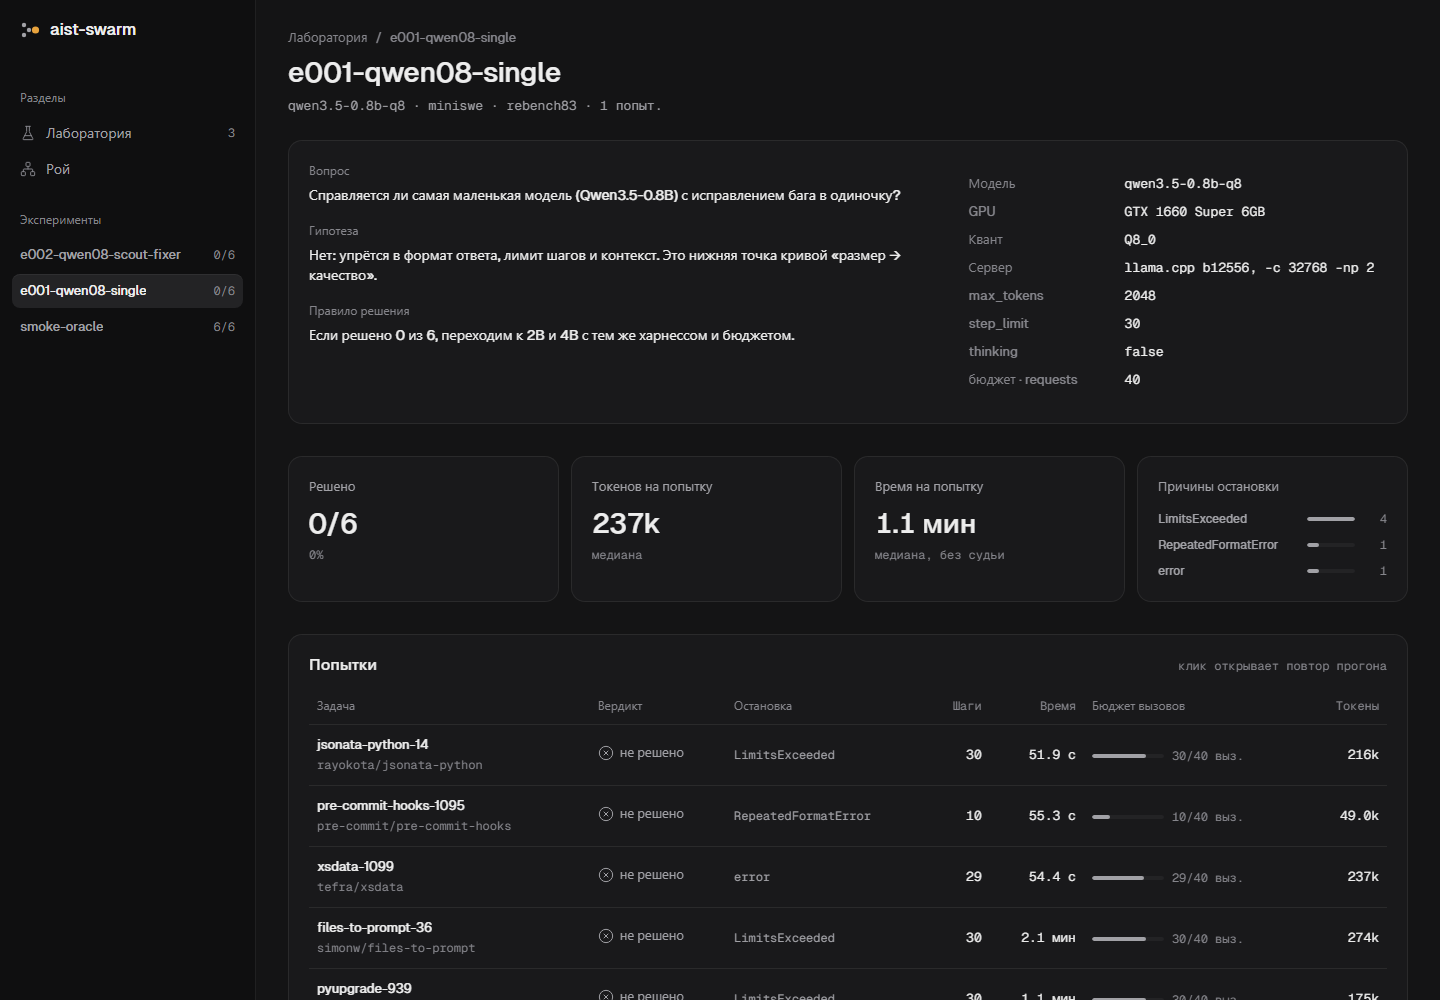 aist-swarm
Разделы
Лаборатория 3
Рой
Эксперименты
e002-qwen08-scout-fixer 0/6
e001-qwen08-single 0/6
smoke-oracle 6/6
Лаборатория / e001-qwen08-single
e001-qwen08-single
qwen3.5-0.8b-q8 · miniswe · rebench83 · 1 попыт.
Вопрос
Справляется ли самая маленькая модель (Qwen3.5-0.8B) с исправлением бага в одиночку?
Гипотеза
Нет: упрётся в формат ответа, лимит шагов и контекст. Это нижняя точка кривой «размер →
качество».
Правило решения
Если решено 0 из 6, переходим к 2B и 4B с тем же харнессом и бюджетом.
Модель qwen3.5-0.8b-q8
GPU GTX 1660 Super 6GB
Квант Q8_0
Сервер llama.cpp b12556, -c 32768 -np 2
max_tokens 2048
step_limit 30
thinking false
бюджет · requests 40
Решено
0/6
0%
Токенов на попытку
237k
медиана
Время на попытку
1.1 мин
медиана, без судьи
Причины остановки
LimitsExceeded 4
RepeatedFormatError 1
error 1
Попытки
клик открывает повтор прогона
Задача Вердикт Остановка Шаги Время Бюджет вызовов Токены
jsonata-python-14
rayokota/jsonata-python
не решено LimitsExceeded 30 51.9 с 30/40 выз. 216k
pre-commit-hooks-1095
pre-commit/pre-commit-hooks
не решено RepeatedFormatError 10 55.3 с 10/40 выз. 49.0k
xsdata-1099
tefra/xsdata
не решено error 29 54.4 с 29/40 выз. 237k
files-to-prompt-36
simonw/files-to-prompt
не решено LimitsExceeded 30 2.1 мин 30/40 выз. 274k
pyupgrade-939
не решено LimitsExceeded 30 1.1 мин 30/40 выз. 175k